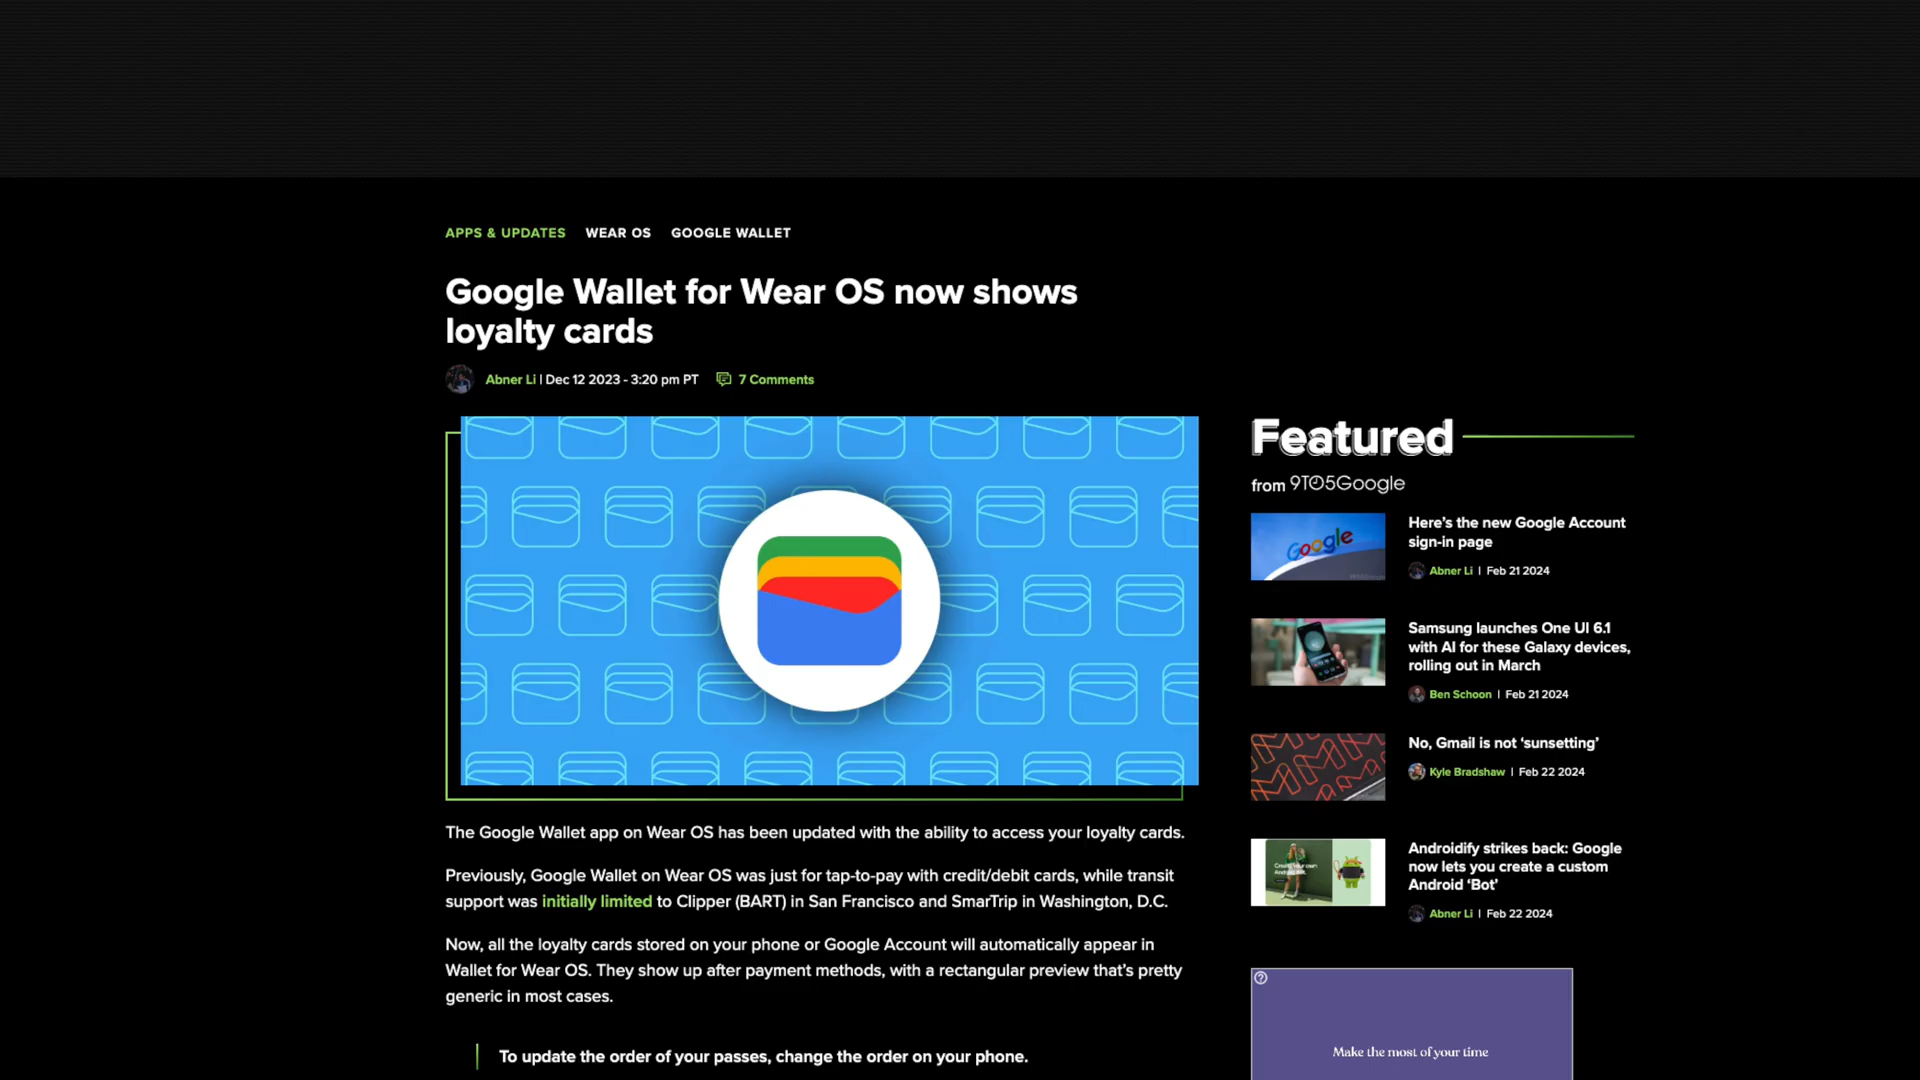 APPS & UPDATES WEAR OS GOOGLE WALLET
Google Wallet for Wear OS now shows
loyalty cards
Abner Li | Dec 12 2023 - 3:20 pm PT 7 Comments
The Google Wallet app on Wear OS has been updated with the ability to access your loyalty cards.
Previously, Google Wallet on Wear OS was just for tap-to-pay with credit/debit cards, while transit
support was initially limited to Clipper (BART) in San Francisco and SmarTrip in Washington, D.C.
Now, all the loyalty cards stored on your phone or Google Account will automatically appear in
Wallet for Wear OS. They show up after payment methods, with a rectangular preview that’s pretty
generic in most cases.
To update the order of your passes, change the order on your phone.
Featured
from 9TO5Google
Google
Here’s the new Google Account
sign-in page
Abner Li | Feb 21 2024
Samsung launches One UI 6.1
with AI for these Galaxy devices,
rolling out in March
Ben Schoon | Feb 21 2024
No, Gmail is not ‘sunsetting’
Kyle Bradshaw | Feb 22 2024
Androidify strikes back: Google
now lets you create a custom
Android ‘Bot’
Abner Li | Feb 22 2024
Make the most of your time